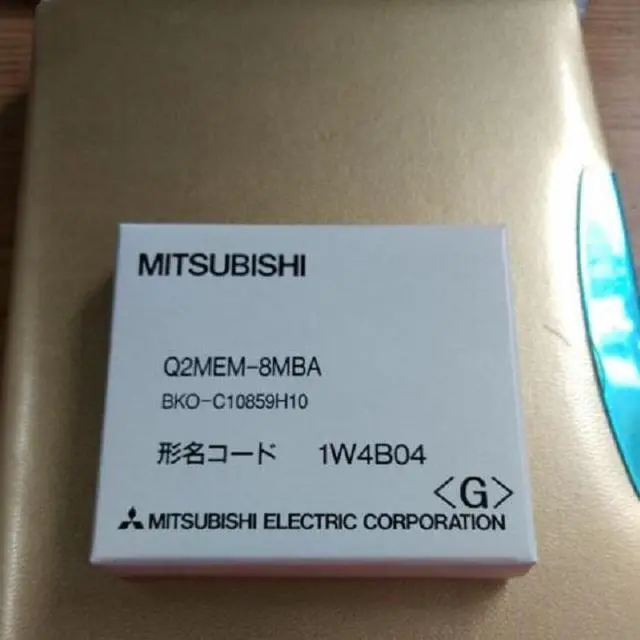 MITSUBISHI
Q2MEM-8MBA
BKO-C10859H10
形名コード 1W4B04
<G>
MITSUBISHI ELECTRIC CORPORATION